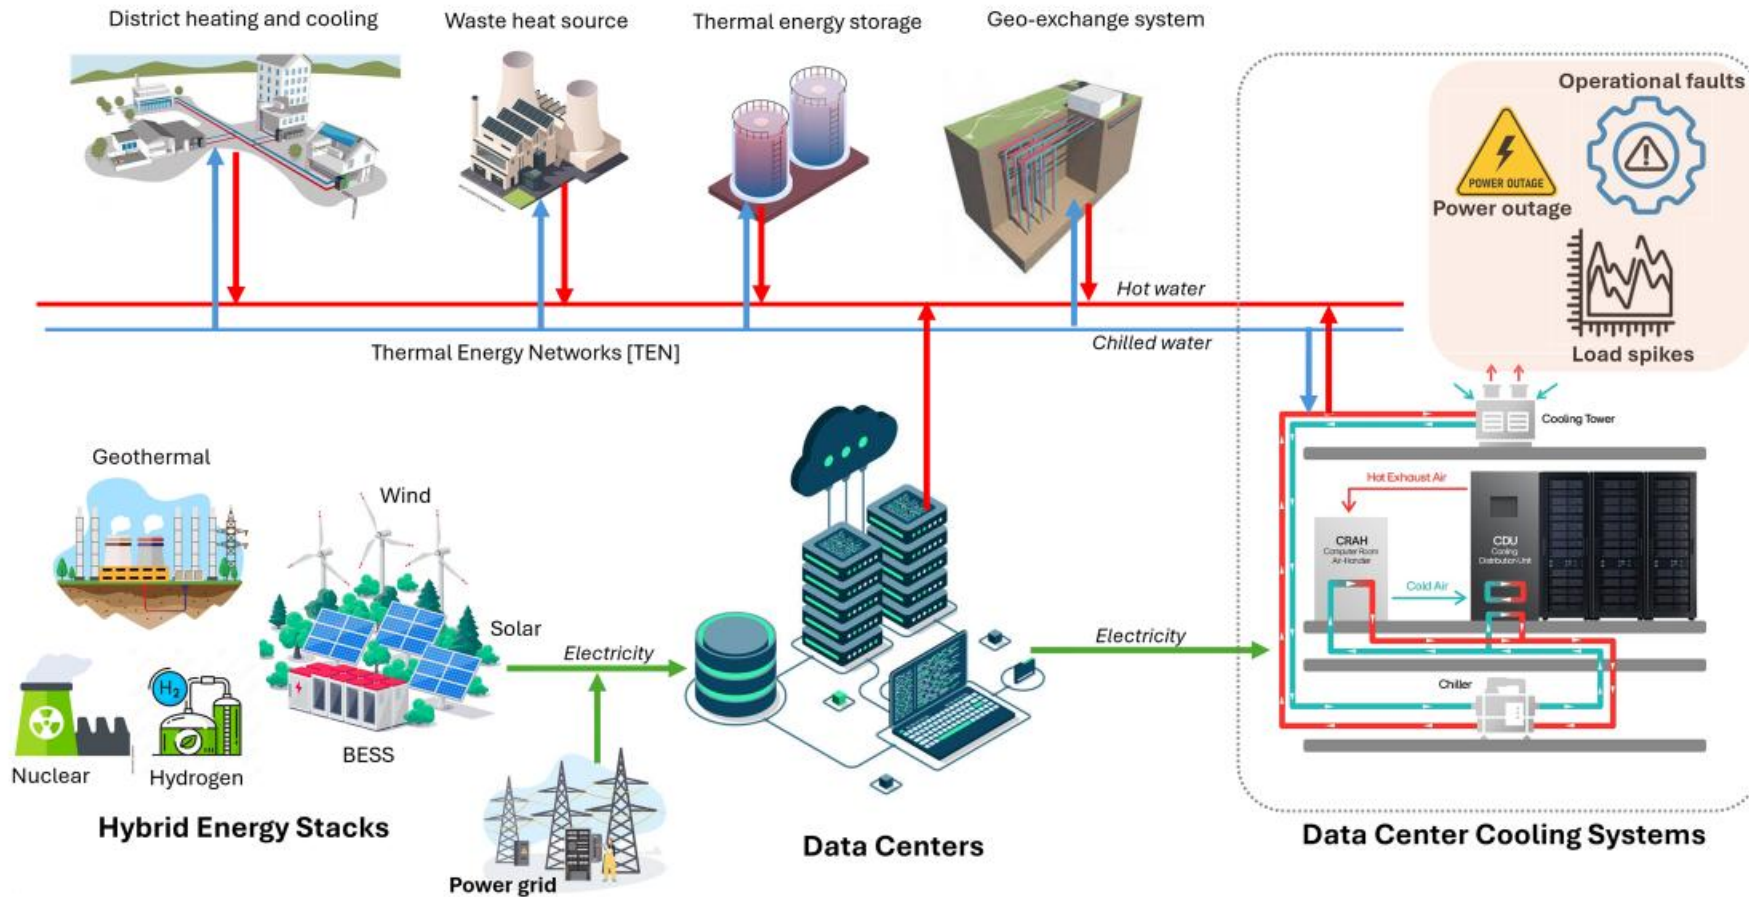 District heating and cooling
Waste heat source
Thermal energy storage
Geo-exchange system
Operational faults
POWER OUTAGE
Power outage
Load spikes
Hot water
Chilled water
Thermal Energy Networks [TEN]
Cooling Tower
Geothermal
Wind
Solar
H₂
Nuclear
Hydrogen
BESS
Electricity
Electricity
Hot Exhaust Air
CRAH
Computer Room
Air-Handler
CDU
Cooling
Distribution Unit
Cold Air
Chiller
Hybrid Energy Stacks
Power grid
Data Centers
Data Center Cooling Systems